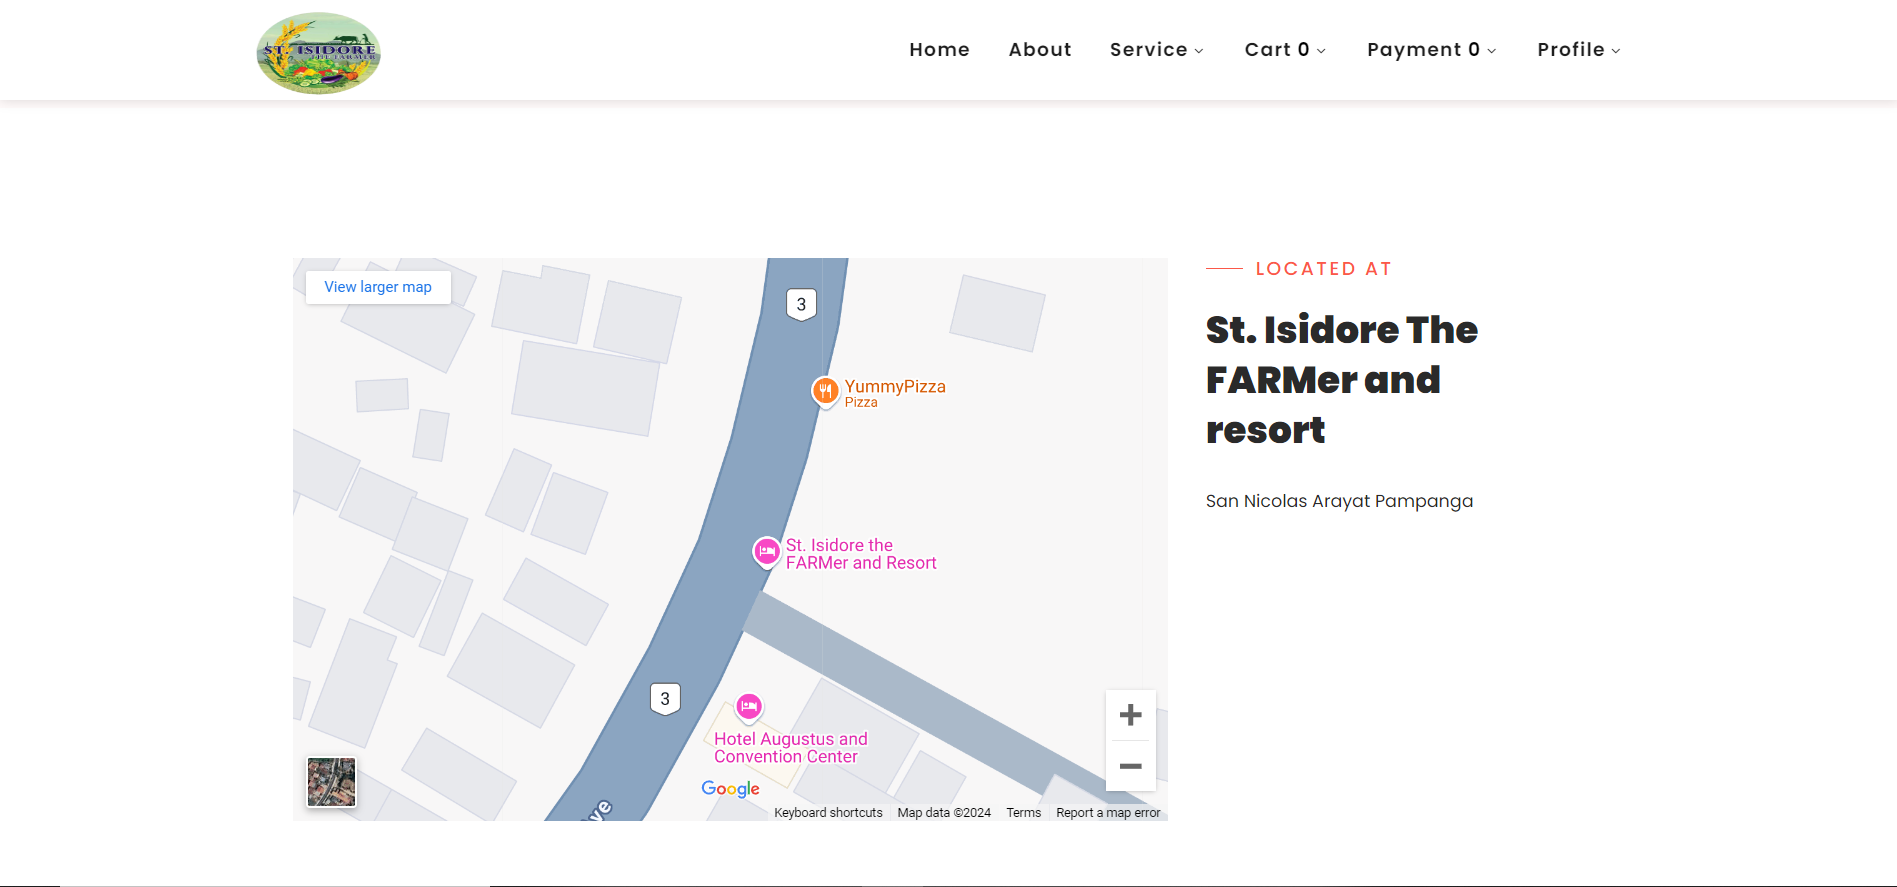 ST. ISIDORE
THE FARMER
Home About Service Cart 0 Payment 0 Profile
View larger map
3
YummyPizza
Pizza
St. Isidore the
FARMer and Resort
3
Hotel Augustus and
Convention Center
Google
Keyboard shortcuts Map data ©2024 Terms Report a map error
LOCATED AT
St. Isidore The
FARMer and
resort
San Nicolas Arayat Pampanga